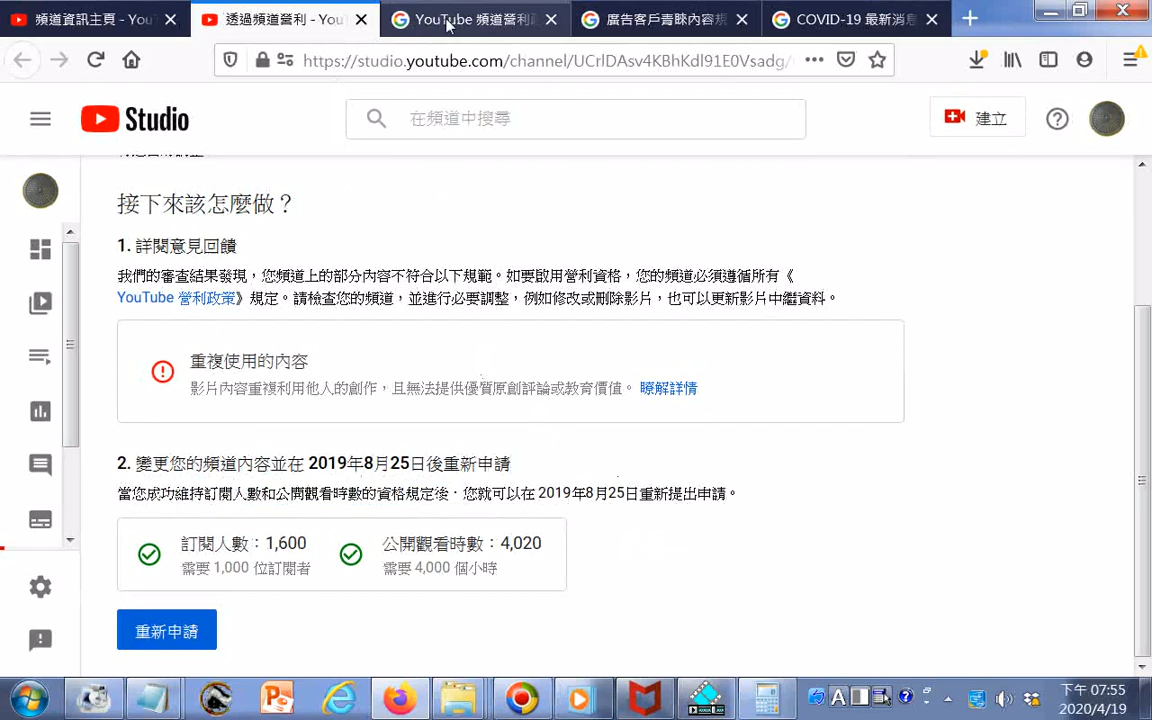 頻道資訊主頁 - You
透過頻道營利 - You
YouTube 頻道營利政
廣告客戶青睞內容規
COVID-19 最新消息
https://studio.youtube.com/channel/UCrlDAsv4KBhKdl91E0Vsadg/
Studio
在頻道中搜尋
建立
接下來該怎麼做？
1. 詳閱意見回饋
我們的審查結果發現，您頻道上的部分內容不符合以下規範。如要啟用營利資格，您的頻道必須遵循所有《
YouTube 營利政策》規定。請檢查您的頻道，並進行必要調整，例如修改或刪除影片，也可以更新影片中繼資料。
重複使用的內容
影片內容重複利用他人的創作，且無法提供優質原創評論或教育價值。 瞭解詳情
2. 變更您的頻道內容並在 2019年8月25日後重新申請
當您成功維持訂閱人數和公開觀看時數的資格規定後，您就可以在 2019年8月25日重新提出申請。
訂閱人數：1,600
需要 1,000 位訂閱者
公開觀看時數：4,020
需要 4,000 個小時
重新申請
下午 07:55
2020/4/19